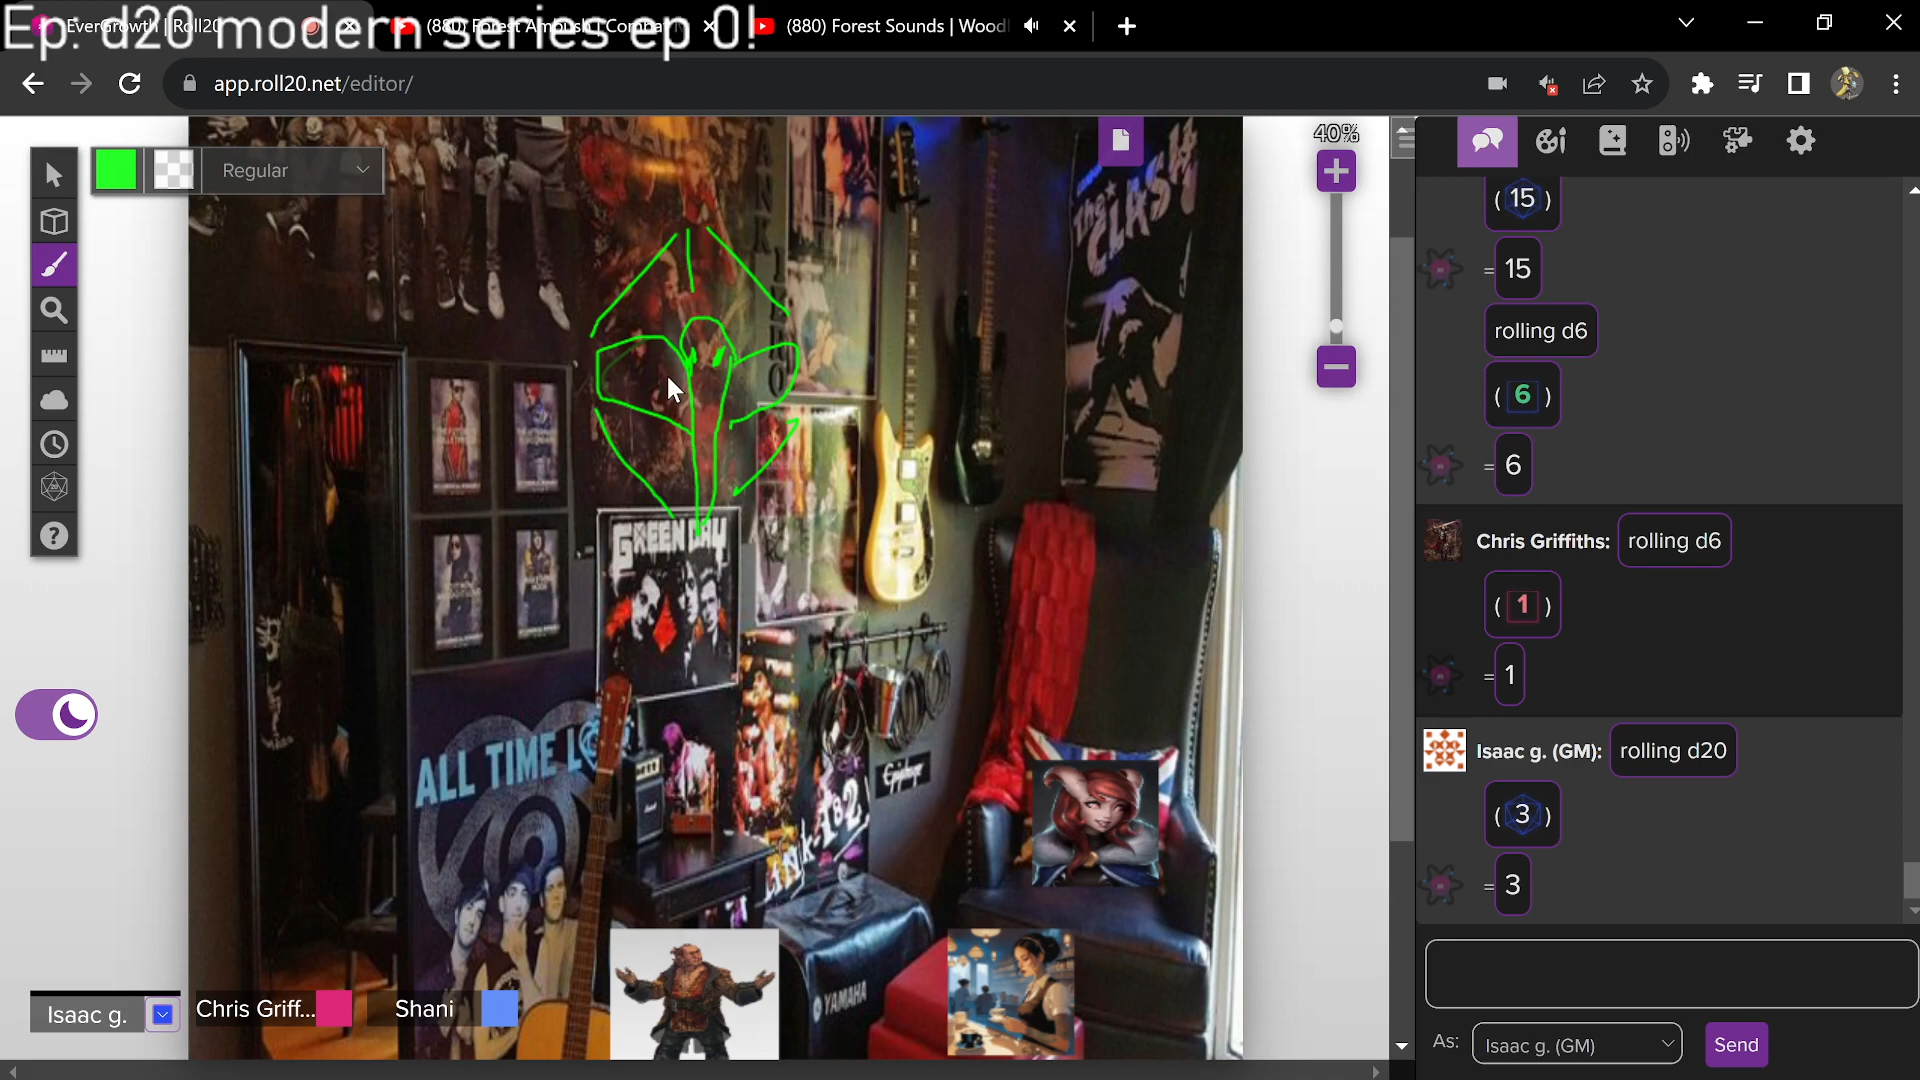 Ep. d20 modern series ep 0!
EverGrowth | Roll20
(880) Forest Ambush | Combat
(880) Forest Sounds | Wood
app.roll20.net/editor/
Regular
40%
THE CLASH
GREEN DAY
ALL TIME LOW
Epiphone
blink-182
YAMAHA
Isaac g.
Chris Griff...
Shani
(15)
= 15
rolling d6
(6)
= 6
Chris Griffiths: rolling d6
(1)
= 1
Isaac g. (GM): rolling d20
(3)
= 3
As: Isaac g. (GM)
Send